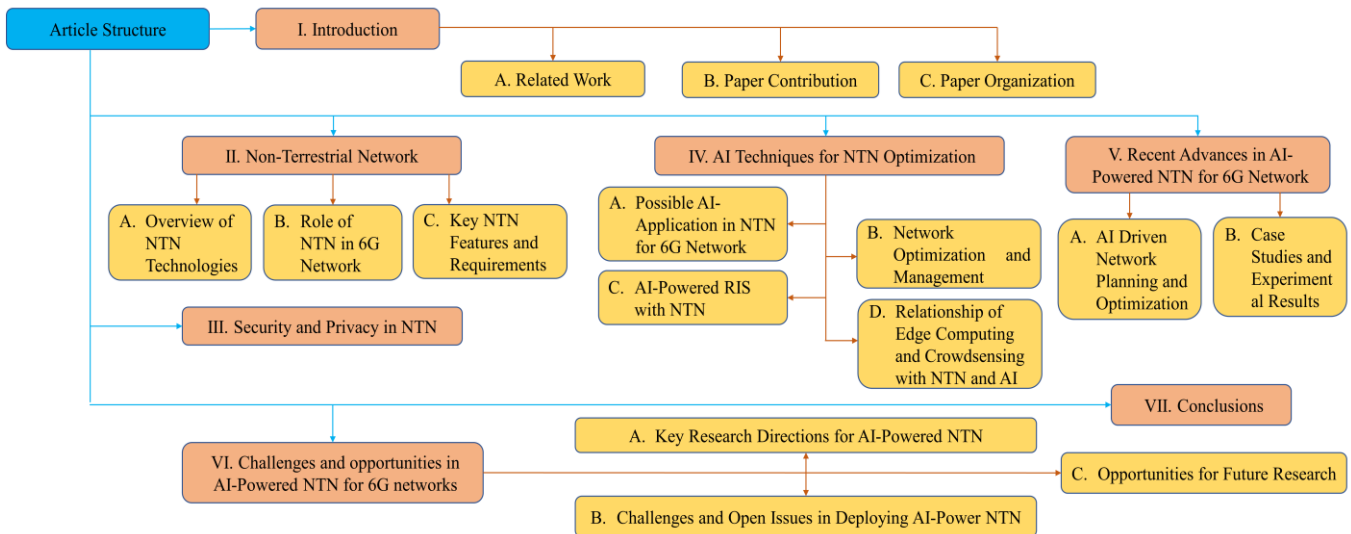 Article Structure
I. Introduction
A. Related Work
B. Paper Contribution
C. Paper Organization
II. Non-Terrestrial Network
A. Overview of
NTN
Technologies
B. Role of
NTN in 6G
Network
C. Key NTN
Features and
Requirements
III. Security and Privacy in NTN
IV. AI Techniques for NTN Optimization
A. Possible AI-
Application in NTN
for 6G Network
B. Network
Optimization and
Management
C. AI-Powered RIS
with NTN
D. Relationship of
Edge Computing
and Crowdsensing
with NTN and AI
V. Recent Advances in AI-
Powered NTN for 6G Network
A. AI Driven
Network
Planning and
Optimization
B. Case
Studies and
Experiment
al Results
VII. Conclusions
VI. Challenges and opportunities in
AI-Powered NTN for 6G networks
A. Key Research Directions for AI-Powered NTN
B. Challenges and Open Issues in Deploying AI-Power NTN
C. Opportunities for Future Research